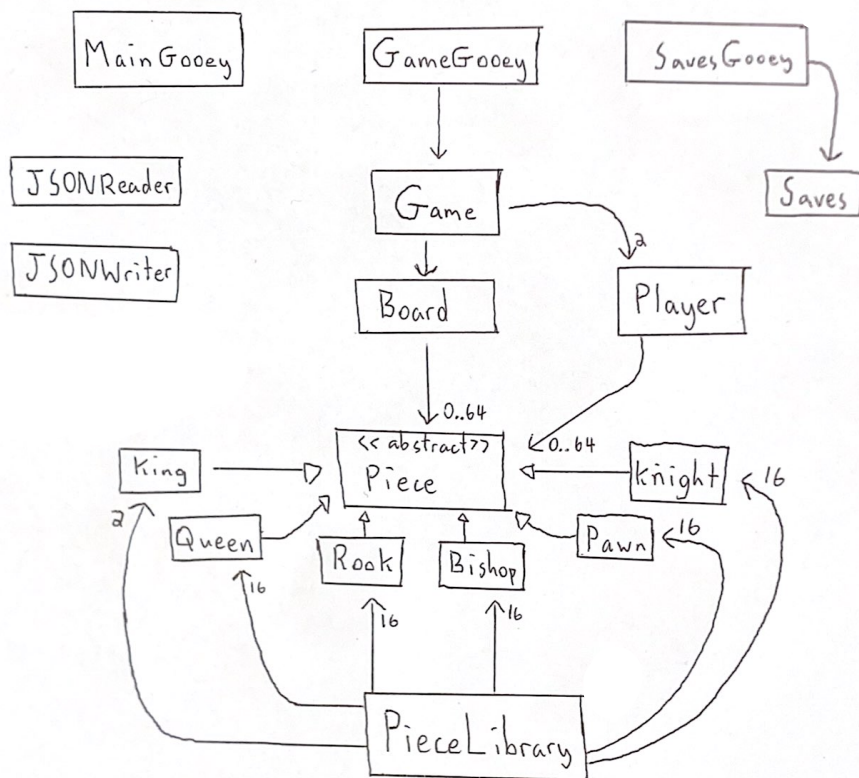 MainGooey
GameGooey
SavesGooey
JSONReader
Game
Saves
2
JSONWriter
Board
Player
0..64
<<abstract>>
0..64
King
Piece
Knight
16
2
Queen
Rook
Bishop
Pawn
16
16
16
16
PieceLibrary